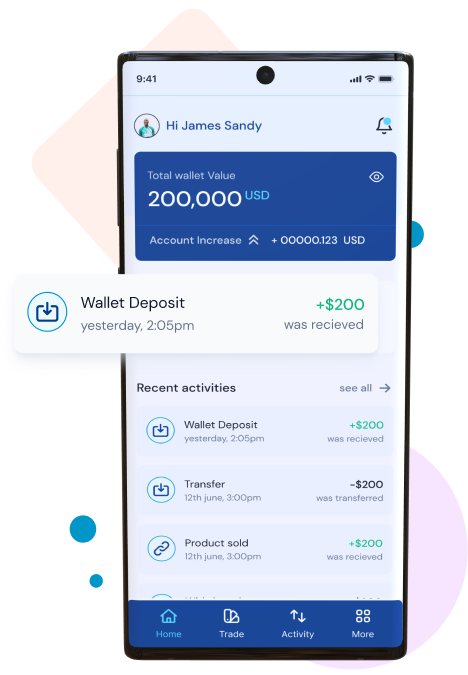 9:41
Hi James Sandy
Total wallet Value
200,000 USD
Account Increase + 00000.123 USD
Wallet Deposit +$200
yesterday, 2:05pm was recieved
Recent activities see all
Wallet Deposit +$200
yesterday, 2:05pm was recieved
Transfer -$200
12th june, 3:00pm was transferred
Product sold +$200
12th june, 3:00pm was recieved
Home Trade Activity More